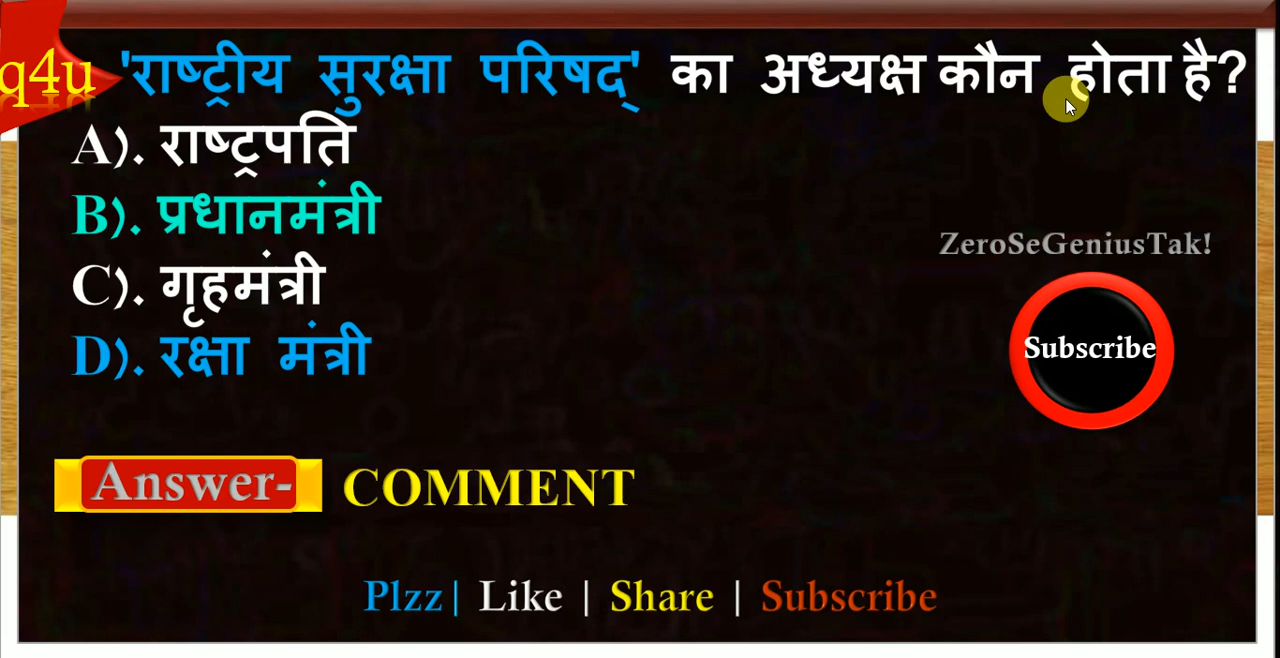 q4u 'राष्ट्रीय सुरक्षा परिषद्' का अध्यक्ष कौन होता है?
A). राष्ट्रपति
B). प्रधानमंत्री
C). गृहमंत्री
D). रक्षा मंत्री
ZeroSeGeniusTak!
Subscribe
Answer- COMMENT
Plzz| Like | Share | Subscribe